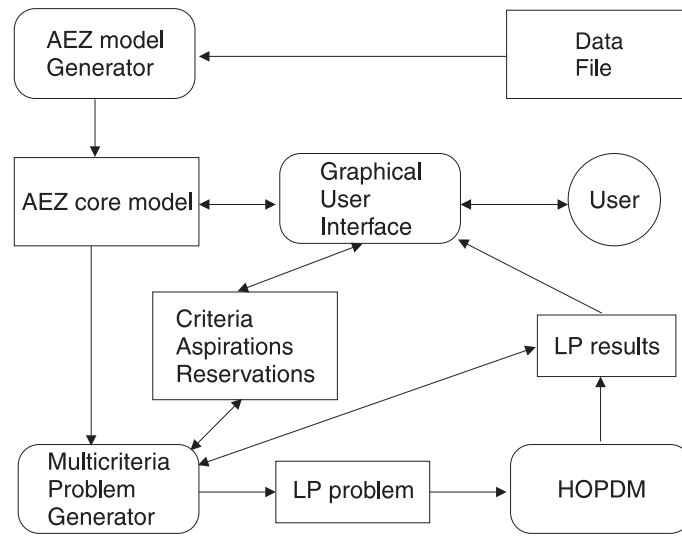 AEZ model
Generator
Data
File
AEZ core model
Graphical
User
Interface
User
Criteria
Aspirations
Reservations
LP results
Multicriteria
Problem
Generator
LP problem
HOPDM